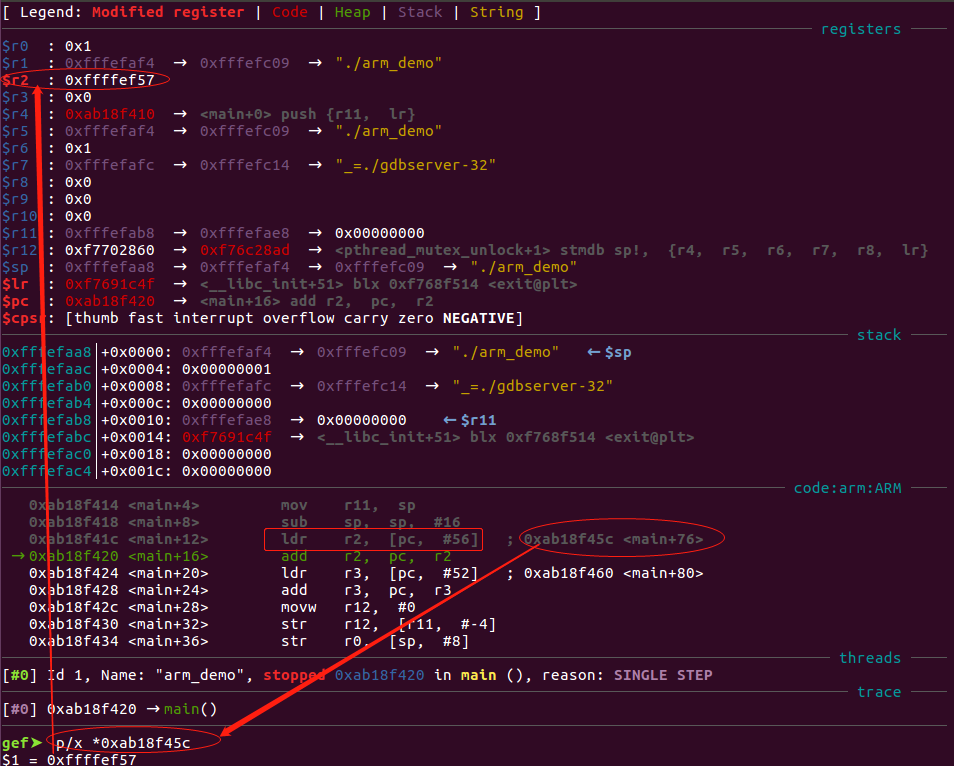 [ Legend: Modified register | Code | Heap | Stack | String ]
registers
$r0  : 0x1
$r1  : 0xfffefaf4  →  0xfffefc09  →  "./arm_demo"
$r2  : 0xffffef57
$r3  : 0x0
$r4  : 0xab18f410  →  <main+0> push {r11,  lr}
$r5  : 0xfffefaf4  →  0xfffefc09  →  "./arm_demo"
$r6  : 0x1
$r7  : 0xfffefafc  →  0xfffefc14  →  "_=./gdbserver-32"
$r8  : 0x0
$r9  : 0x0
$r10 : 0x0
$r11 : 0xfffefab8  →  0xfffefae8  →  0x00000000
$r12 : 0xf7702860  →  0xf76c28ad  →  <pthread_mutex_unlock+1> stmdb sp!,  {r4,  r5,  r6,  r7,  r8,  lr}
$sp  : 0xfffefaa8  →  0xfffefaf4  →  0xfffefc09  →  "./arm_demo"
$lr  : 0xf7691c4f  →  <__libc_init+51> blx 0xf768f514 <exit@plt>
$pc  : 0xab18f420  →  <main+16> add r2,  pc,  r2
$cpsr: [thumb fast interrupt overflow carry zero NEGATIVE]
stack
0xfffefaa8│+0x0000: 0xfffefaf4  →  0xfffefc09  →  "./arm_demo"   ← $sp
0xfffefaac│+0x0004: 0x00000001
0xfffefab0│+0x0008: 0xfffefafc  →  0xfffefc14  →  "_=./gdbserver-32"
0xfffefab4│+0x000c: 0x00000000
0xfffefab8│+0x0010: 0xfffefae8  →  0x00000000    ← $r11
0xfffefabc│+0x0014: 0xf7691c4f  →  <__libc_init+51> blx 0xf768f514 <exit@plt>
0xfffefac0│+0x0018: 0x00000000
0xfffefac4│+0x001c: 0x00000000
code:arm:ARM
0xab18f414 <main+4>         mov    r11,  sp
0xab18f418 <main+8>         sub    sp,  sp,  #16
0xab18f41c <main+12>        ldr    r2,  [pc,  #56]   ; 0xab18f45c <main+76>
→ 0xab18f420 <main+16>        add    r2,  pc,  r2
0xab18f424 <main+20>        ldr    r3,  [pc,  #52]   ; 0xab18f460 <main+80>
0xab18f428 <main+24>        add    r3,  pc,  r3
0xab18f42c <main+28>        movw   r12,  #0
0xab18f430 <main+32>        str    r12,  [r11,  #-4]
0xab18f434 <main+36>        str    r0,  [sp,  #8]
threads
[#0] Id 1, Name: "arm_demo", stopped 0xab18f420 in main (), reason: SINGLE STEP
trace
[#0] 0xab18f420 → main()
gef➤  p/x *0xab18f45c
$1 = 0xffffef57